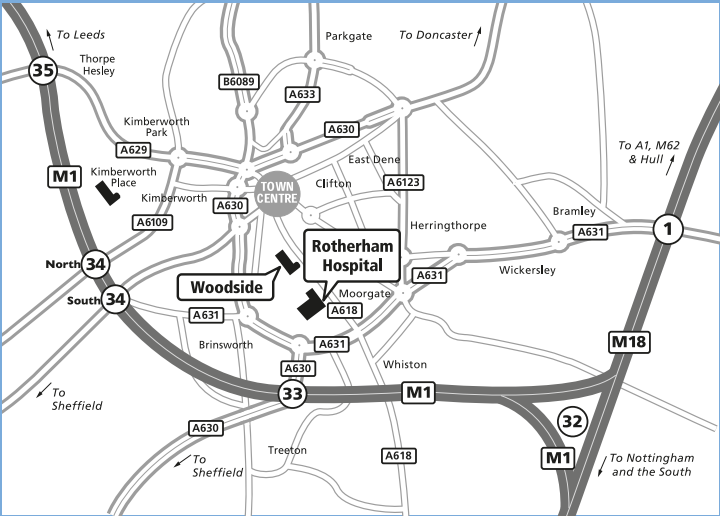 To Leeds
Parkgate
To Doncaster
35
Thorpe
Hesley
B6089
A633
Kimberworth
Park
A630
A629
To A1, M62
& Hull
East Dene
M1
Kimberworth
Place
TOWN
CENTRE
Clifton
A6123
Kimberworth
A630
A6109
Herringthorpe
Bramley
A631
1
North
34
Rotherham
Hospital
Wickersley
A631
South
34
Woodside
Moorgate
A618
A631
Brinsworth
A631
M18
Whiston
A630
To
Sheffield
33
M1
32
A630
To
Sheffield
Treeton
A618
M1
To Nottingham
and the South